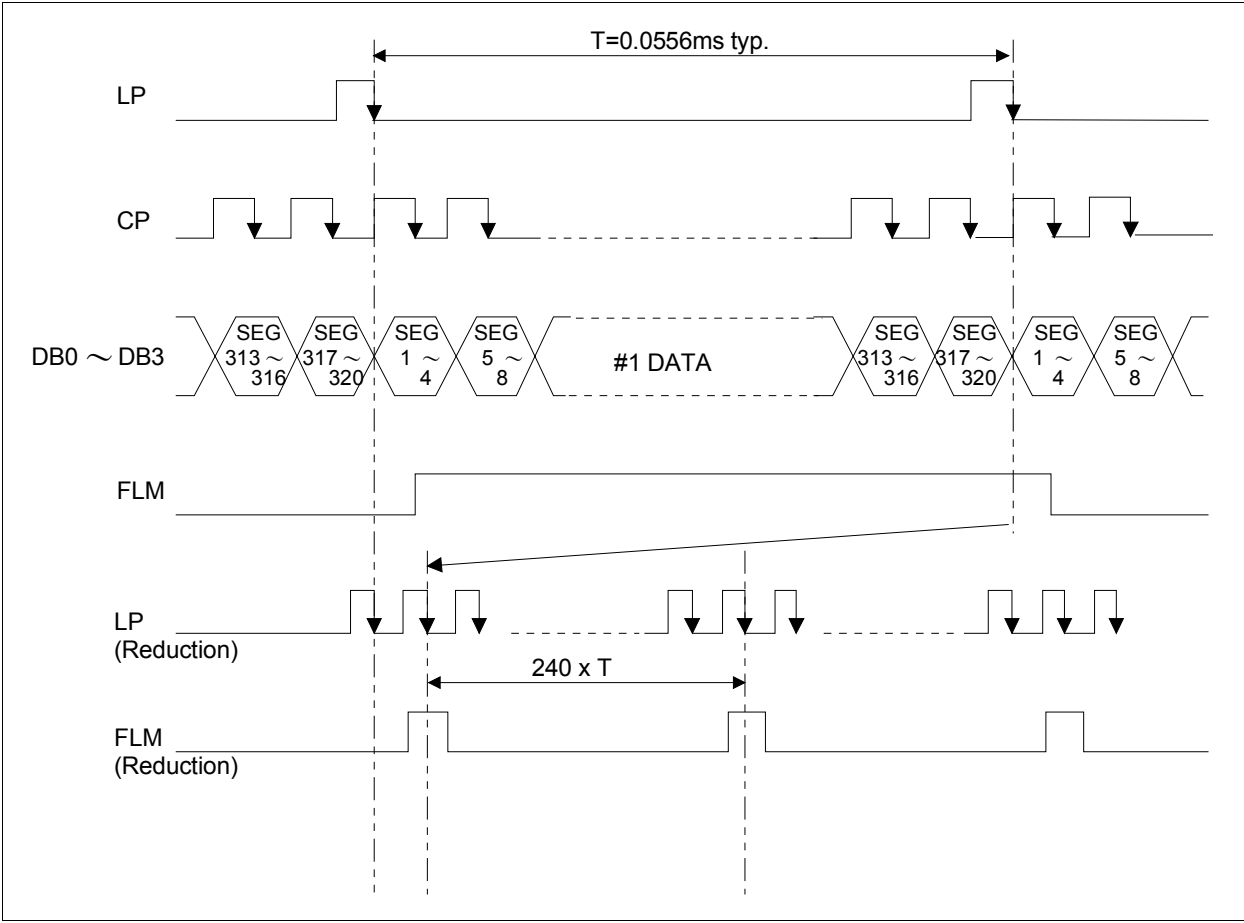 T=0.0556ms typ.
LP
CP
DB0 ～ DB3
SEG
313～
316
SEG
317～
320
SEG
1 ～
4
SEG
5 ～
8
#1 DATA
SEG
313～
316
SEG
317～
320
SEG
1 ～
4
SEG
5 ～
8
FLM
LP
(Reduction)
240 x T
FLM
(Reduction)